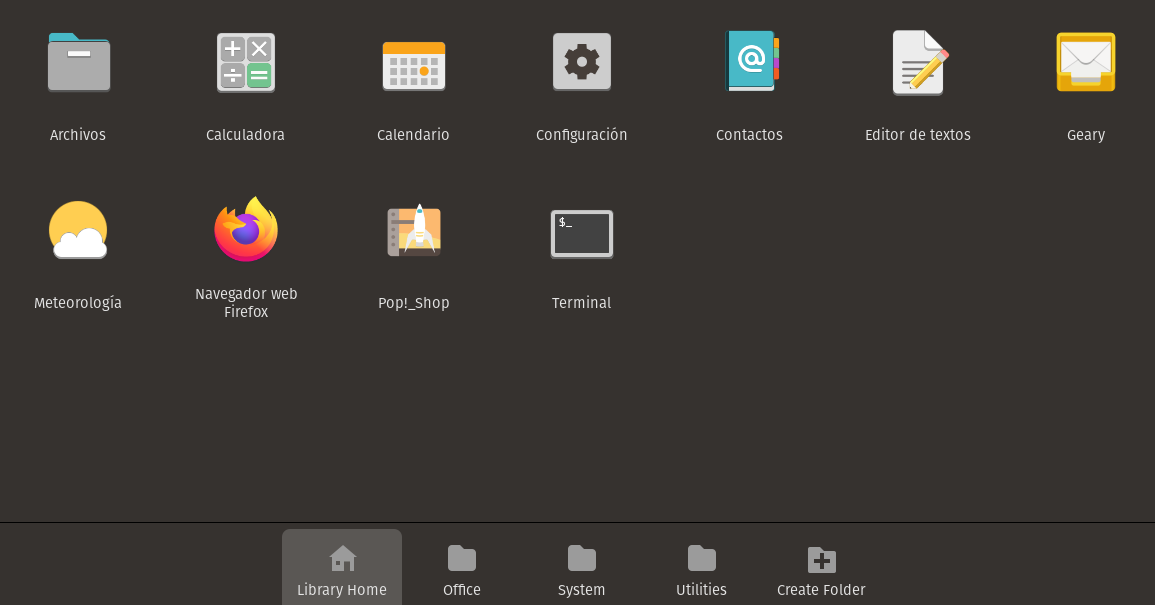 Archivos
Calculadora
Calendario
Configuración
Contactos
Editor de textos
Geary
$_
Meteorología
Navegador web
Firefox
Pop!_Shop
Terminal
Library Home
Office
System
Utilities
Create Folder